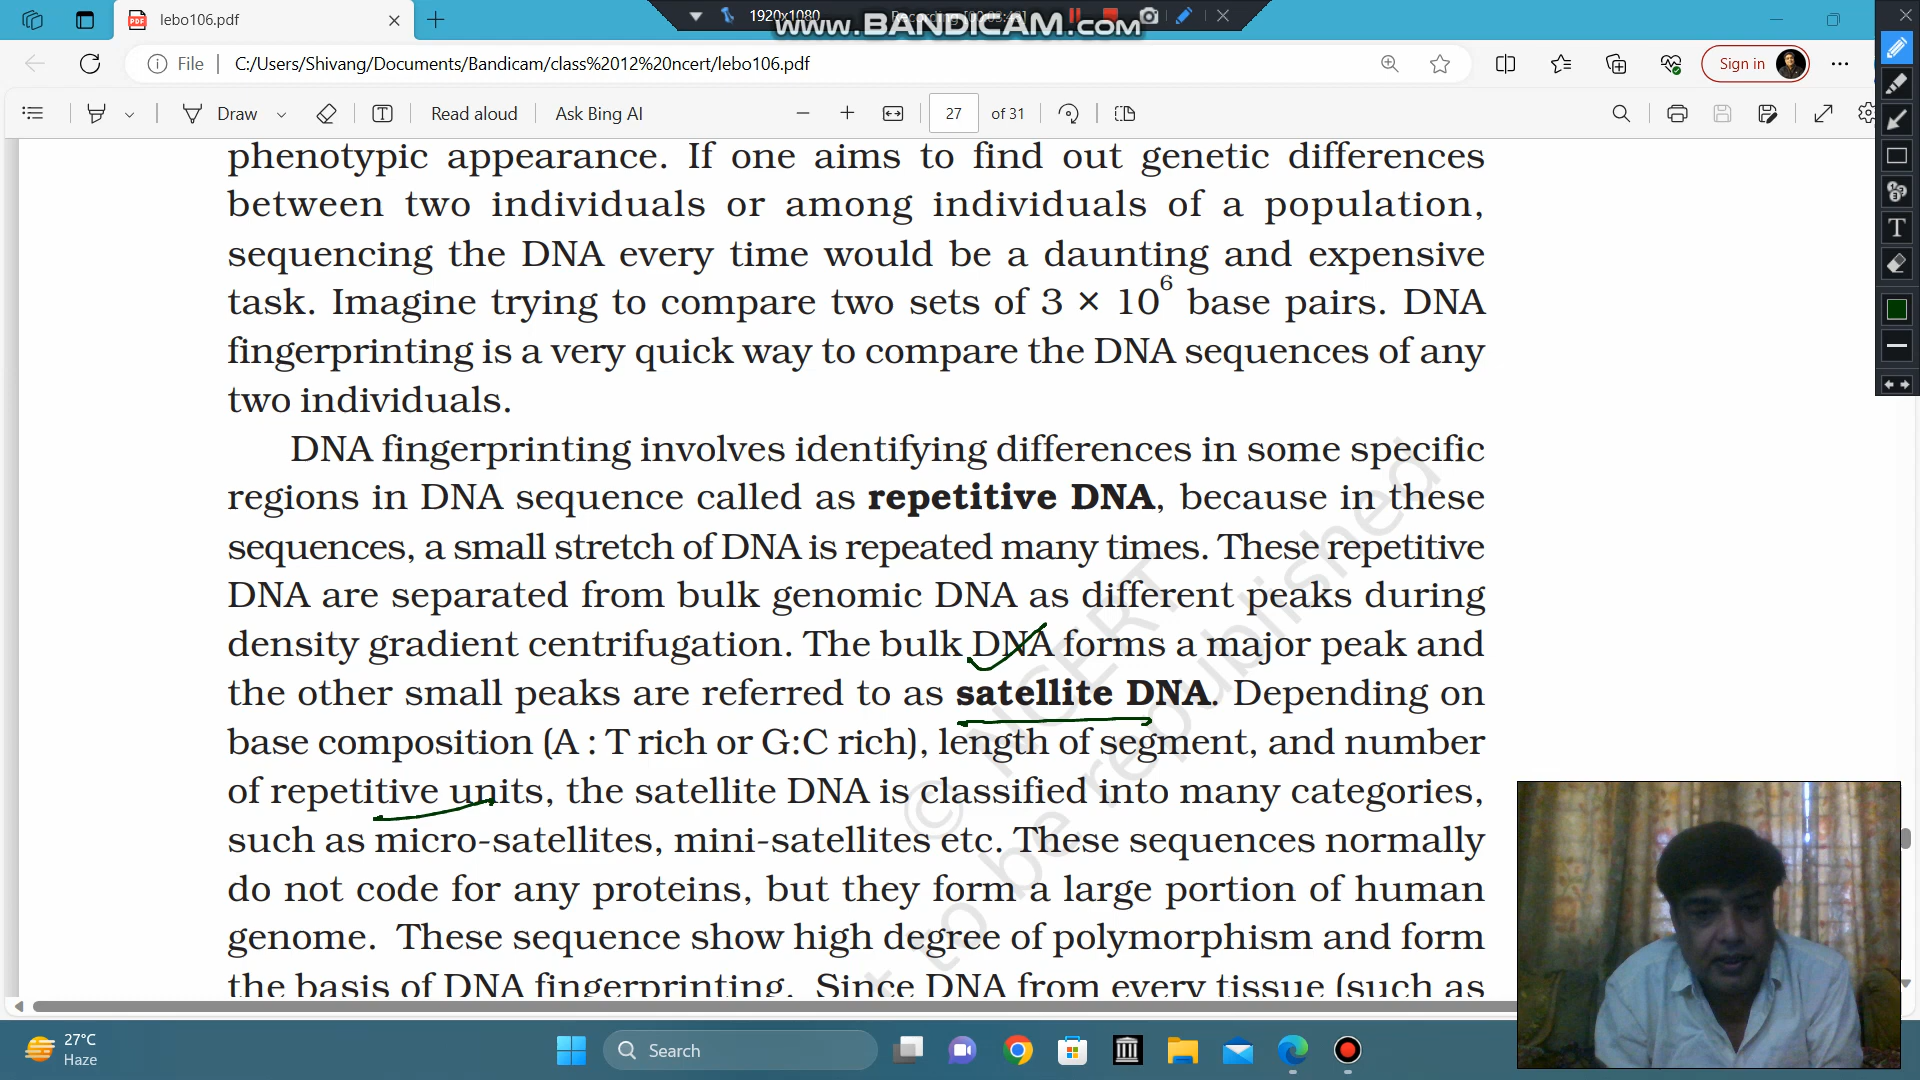 lebo106.pdf
1920x1080
Recording [00:03:43]
www.BANDICAM.com
File
C:/Users/Shivang/Documents/Bandicam/class%2012%20ncert/lebo106.pdf
Sign in
Draw
Read aloud
Ask Bing AI
27
of 31
phenotypic appearance. If one aims to find out genetic differences
between two individuals or among individuals of a population,
sequencing the DNA every time would be a daunting and expensive
task. Imagine trying to compare two sets of 3 × 10⁶ base pairs. DNA
fingerprinting is a very quick way to compare the DNA sequences of any
two individuals.
DNA fingerprinting involves identifying differences in some specific
regions in DNA sequence called as repetitive DNA, because in these
sequences, a small stretch of DNA is repeated many times. These repetitive
DNA are separated from bulk genomic DNA as different peaks during
density gradient centrifugation. The bulk DNA forms a major peak and
the other small peaks are referred to as satellite DNA. Depending on
base composition (A : T rich or G:C rich), length of segment, and number
of repetitive units, the satellite DNA is classified into many categories,
such as micro-satellites, mini-satellites etc. These sequences normally
do not code for any proteins, but they form a large portion of human
genome. These sequence show high degree of polymorphism and form
the basis of DNA fingerprinting. Since DNA from every tissue (such as
© NCERT
to be republished
27°C
Haze
Search